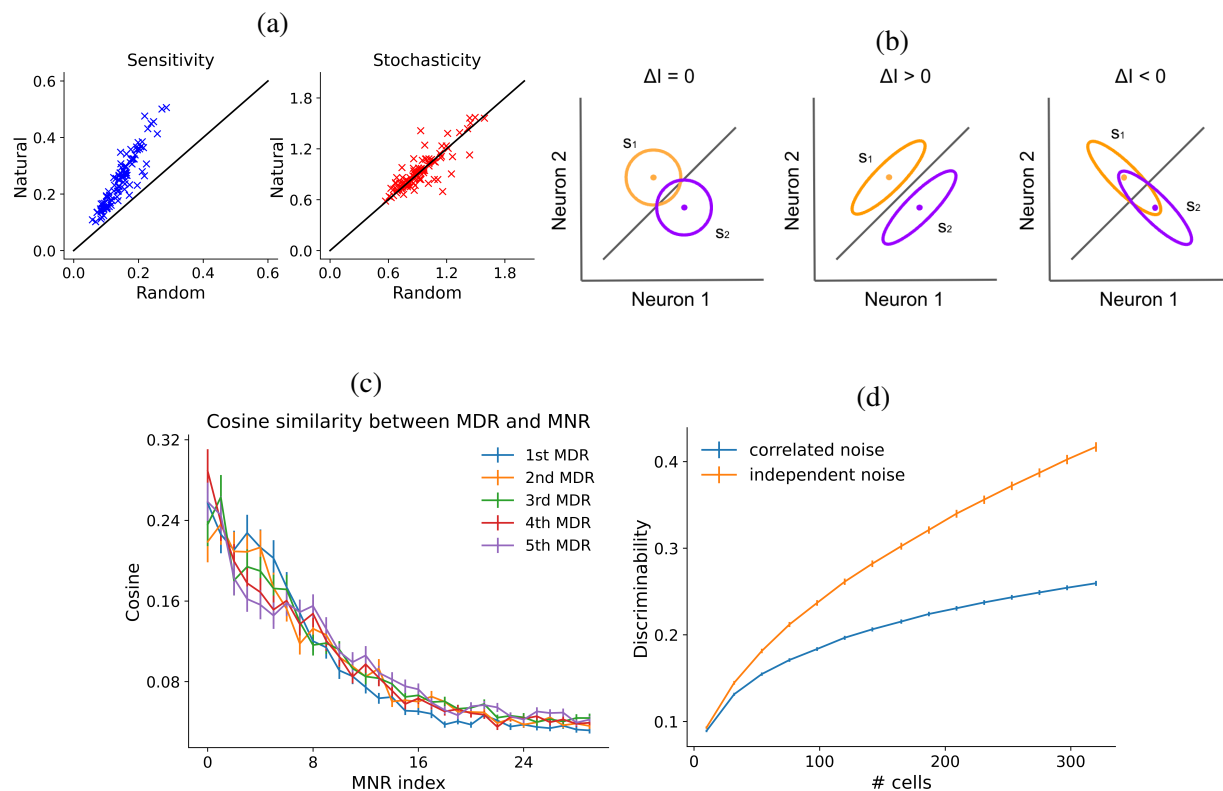 (a)
Sensitivity
Natural
0.6
0.4
0.2
0.0
0.0 0.2 0.4 0.6
Random
Stochasticity
Natural
1.8
1.2
0.6
0.0
0.0 0.6 1.2 1.8
Random
(b)
ΔI = 0
Neuron 2
s1
s2
Neuron 1
ΔI > 0
Neuron 2
s1
s2
Neuron 1
ΔI < 0
Neuron 2
s1
s2
Neuron 1
(c)
Cosine similarity between MDR and MNR
Cosine
0.32
0.24
0.16
0.08
1st MDR
2nd MDR
3rd MDR
4th MDR
5th MDR
0 8 16 24
MNR index
(d)
Discriminability
0.4
0.3
0.2
0.1
correlated noise
independent noise
0 100 200 300
# cells